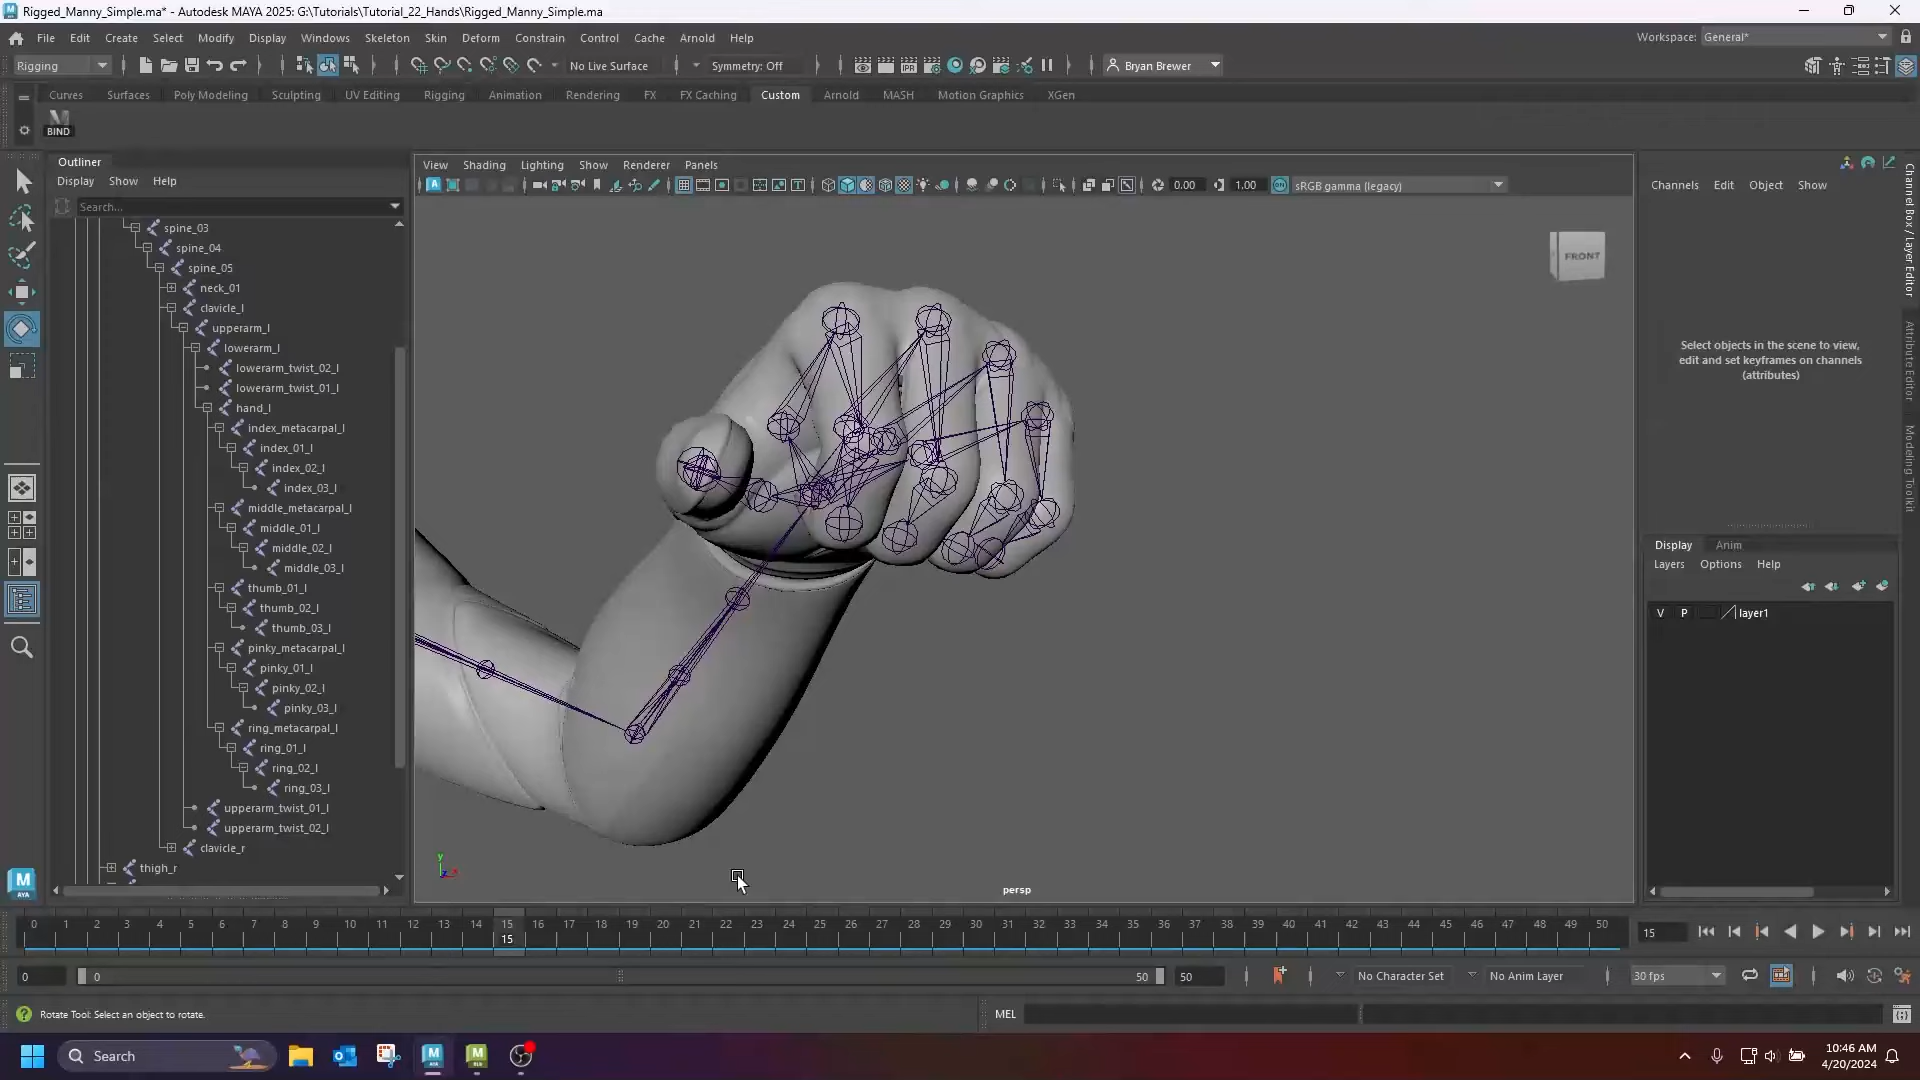 Rigged_Manny_Simple.ma* - Autodesk MAYA 2025: G:\Tutorials\Tutorial_22_Hands\Rigged_Manny_Simple.ma
File Edit Create Select Modify Display Windows Skeleton Skin Deform Constrain Control Cache Arnold Help
Workspace: General*
Rigging
No Live Surface
Symmetry: Off
Bryan Brewer
Curves Surfaces Poly Modeling Sculpting UV Editing Rigging Animation Rendering FX FX Caching Custom Arnold MASH Motion Graphics XGen
BIND
Outliner
Display Show Help
Search...
spine_03
spine_04
spine_05
neck_01
clavicle_l
upperarm_l
lowerarm_l
lowerarm_twist_02_l
lowerarm_twist_01_l
hand_l
index_metacarpal_l
index_01_l
index_02_l
index_03_l
middle_metacarpal_l
middle_01_l
middle_02_l
middle_03_l
thumb_01_l
thumb_02_l
thumb_03_l
pinky_metacarpal_l
pinky_01_l
pinky_02_l
pinky_03_l
ring_metacarpal_l
ring_01_l
ring_02_l
ring_03_l
upperarm_twist_01_l
upperarm_twist_02_l
clavicle_r
thigh_r
View Shading Lighting Show Renderer Panels
0.00 1.00 sRGB gamma (legacy)
FRONT
y
persp
Channels Edit Object Show
Select objects in the scene to view,
edit and set keyframes on channels
(attributes)
Channel Box / Layer Editor
Attribute Editor
Modeling Toolkit
Display Anim
Layers Options Help
V P layer1
0 1 2 3 4 5 6 7 8 9 10 11 12 13 14 15 16 17 18 19 20 21 22 23 24 25 26 27 28 29 30 31 32 33 34 35 36 37 38 39 40 41 42 43 44 45 46 47 48 49 50
15
15
0 0 50 50
No Character Set
No Anim Layer
30 fps
Rotate Tool: Select an object to rotate.
MEL
Search
10:46 AM
4/20/2024